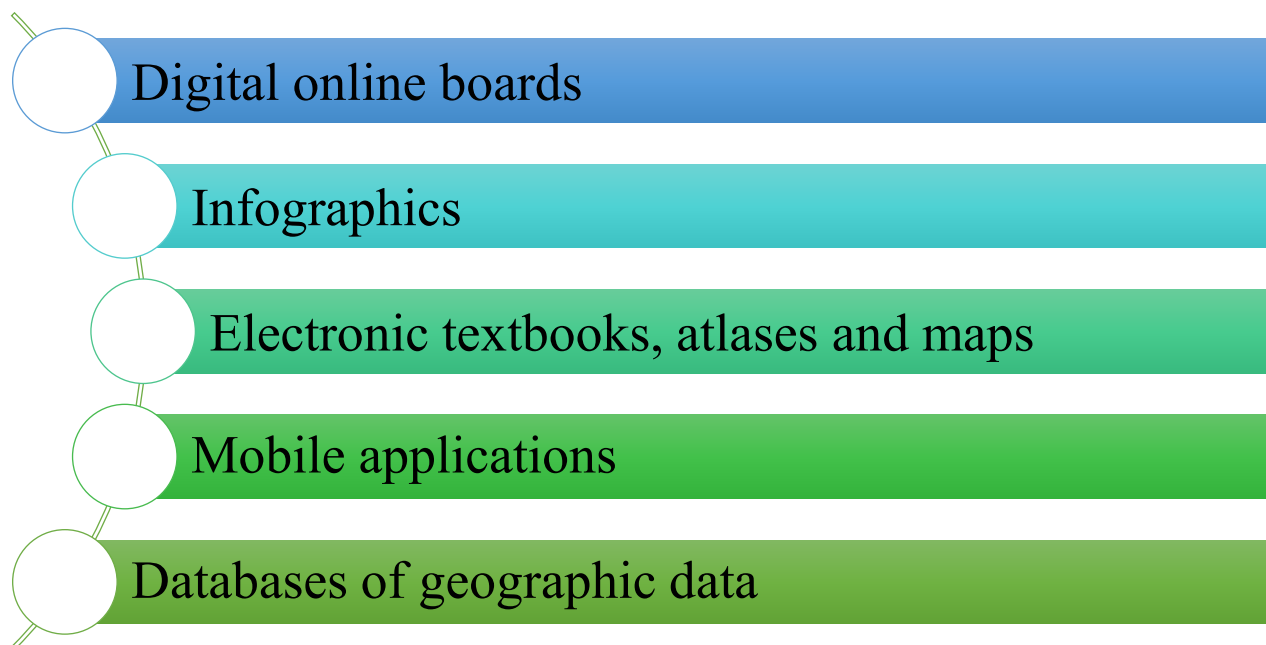 Digital online boards
Infographics
Electronic textbooks, atlases and maps
Mobile applications
Databases of geographic data